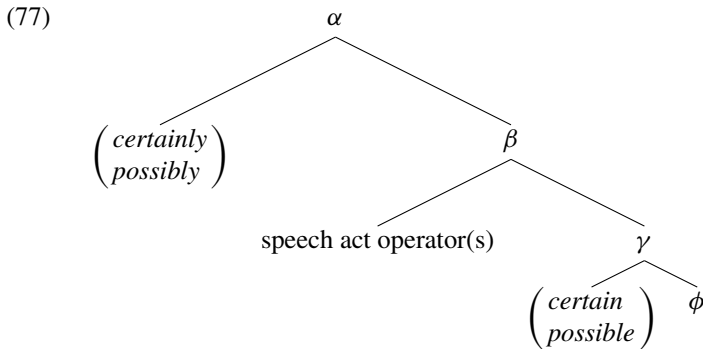 (77)
α
certainly
possibly
β
speech act operator(s)
γ
certain
possible
ϕ